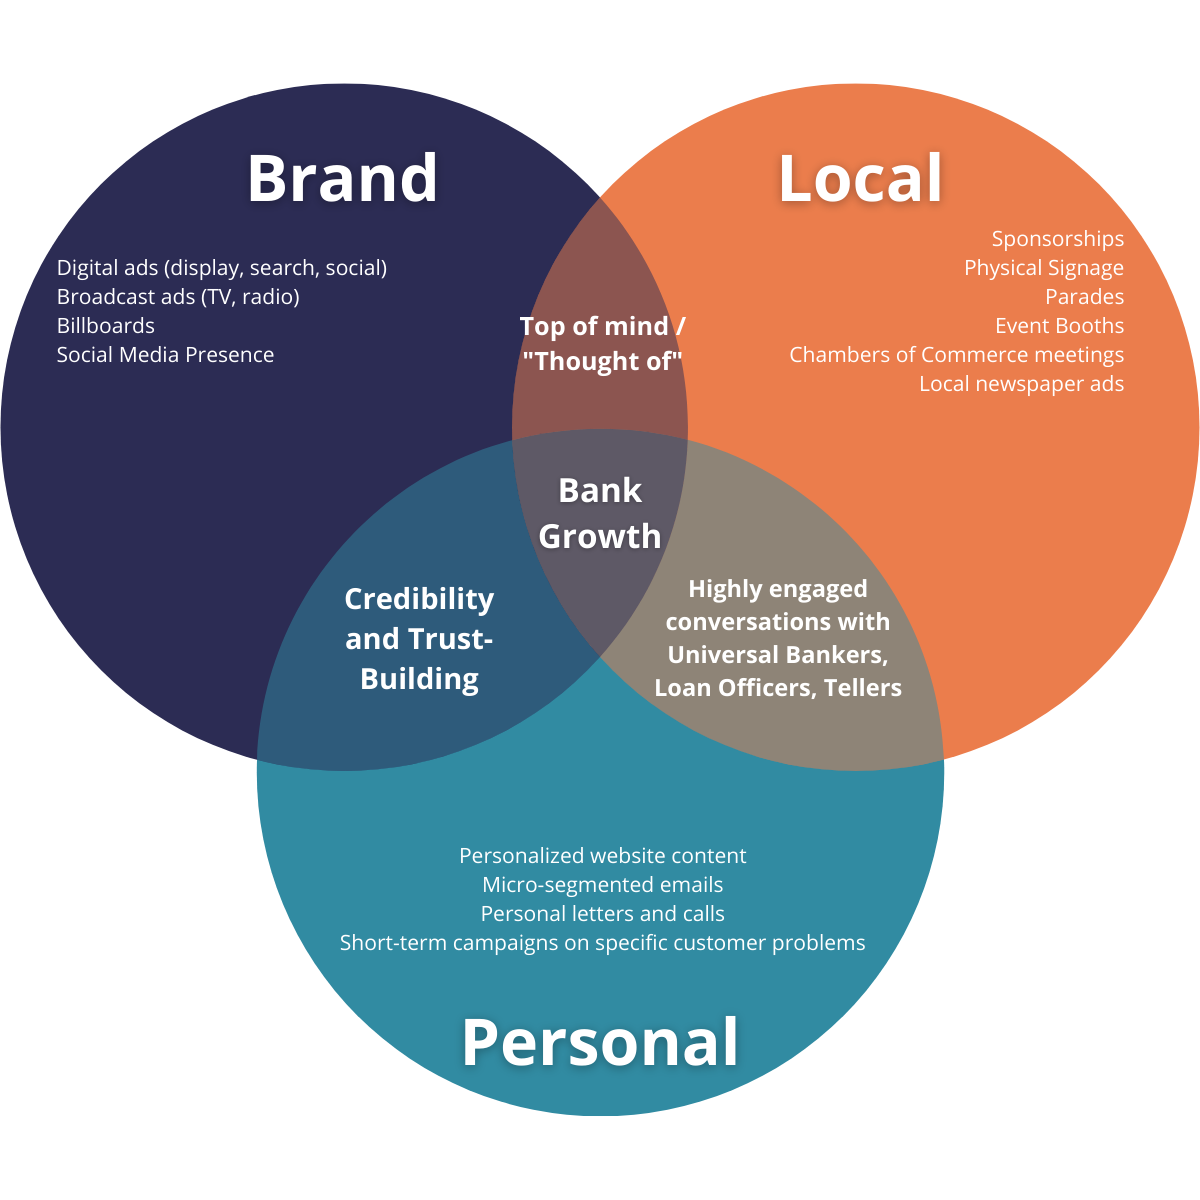 Brand
Digital ads (display, search, social)
Broadcast ads (TV, radio)
Billboards
Social Media Presence
Local
Sponsorships
Physical Signage
Parades
Event Booths
Chambers of Commerce meetings
Local newspaper ads
Top of mind /
"Thought of"
Bank
Growth
Credibility
and Trust-
Building
Highly engaged
conversations with
Universal Bankers,
Loan Officers, Tellers
Personalized website content
Micro-segmented emails
Personal letters and calls
Short-term campaigns on specific customer problems
Personal